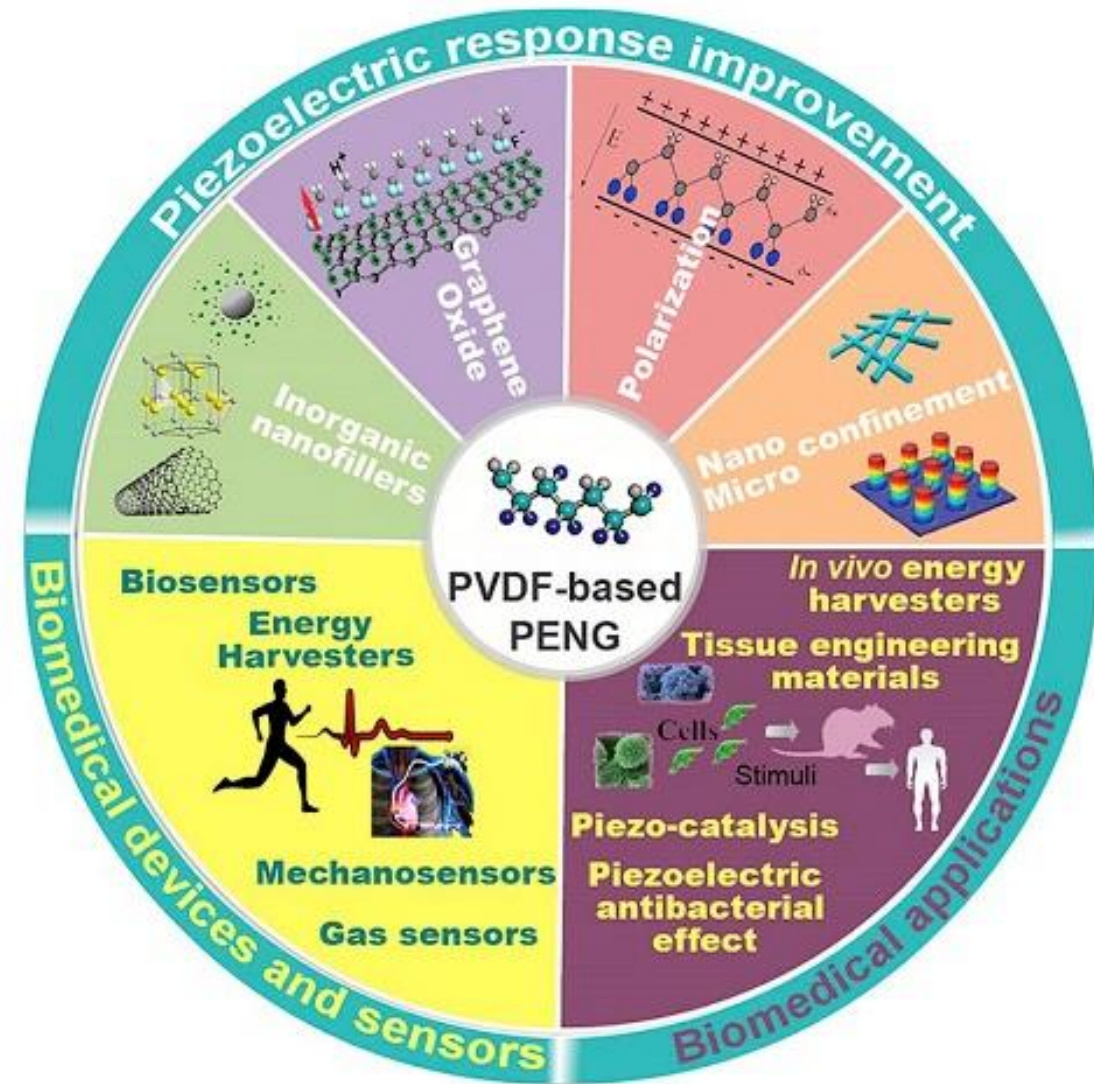 Piezoelectric response improvement
Inorganic
nanofillers
Graphene
Oxide
H+
F-
Polarization
E
+ + + + + + + + + +
Nano
Micro
confinement
PVDF-based
PENG
Biosensors
Energy
Harvesters
Mechanosensors
Gas sensors
Biomedical devices and sensors
In vivo energy
harvesters
Tissue engineering
materials
Cells
Stimuli
Piezo-catalysis
Piezoelectric
antibacterial
effect
Biomedical applications